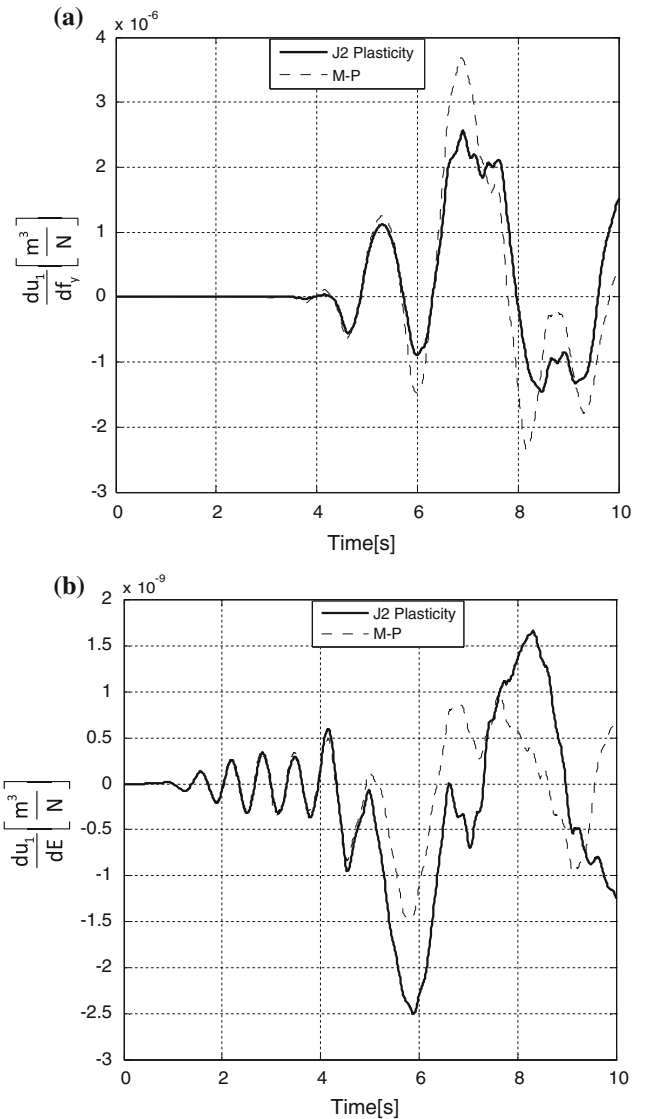 (a)
x 10-6
4
3
2
1
0
-1
-2
-3
0
2
4
6
8
10
J2 Plasticity
M-P
du1/dfy [m3/N]
Time[s]
(b)
x 10-9
2
1.5
1
0.5
0
-0.5
-1
-1.5
-2
-2.5
-3
0
2
4
6
8
10
J2 Plasticity
M-P
du1/dE [m3/N]
Time[s]